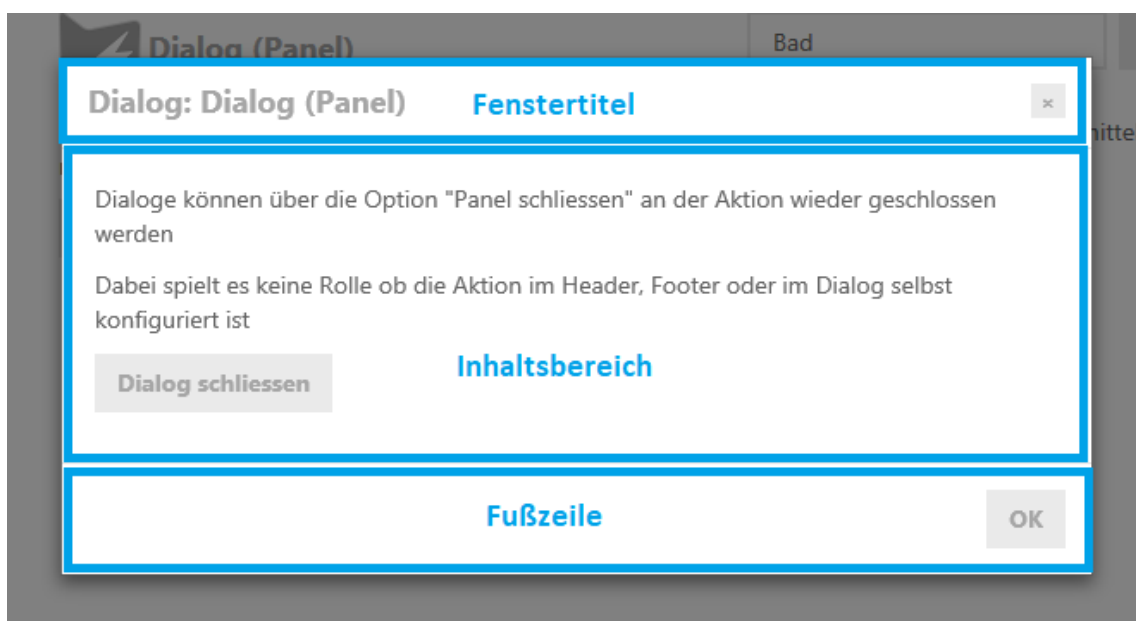 Dialog (Panel)
Bad
Dialog: Dialog (Panel)
Fenstertitel
×
Dialoge können über die Option "Panel schliessen" an der Aktion wieder geschlossen
werden
Dabei spielt es keine Rolle ob die Aktion im Header, Footer oder im Dialog selbst
konfiguriert ist
Inhaltsbereich
Dialog schliessen
Fußzeile
OK